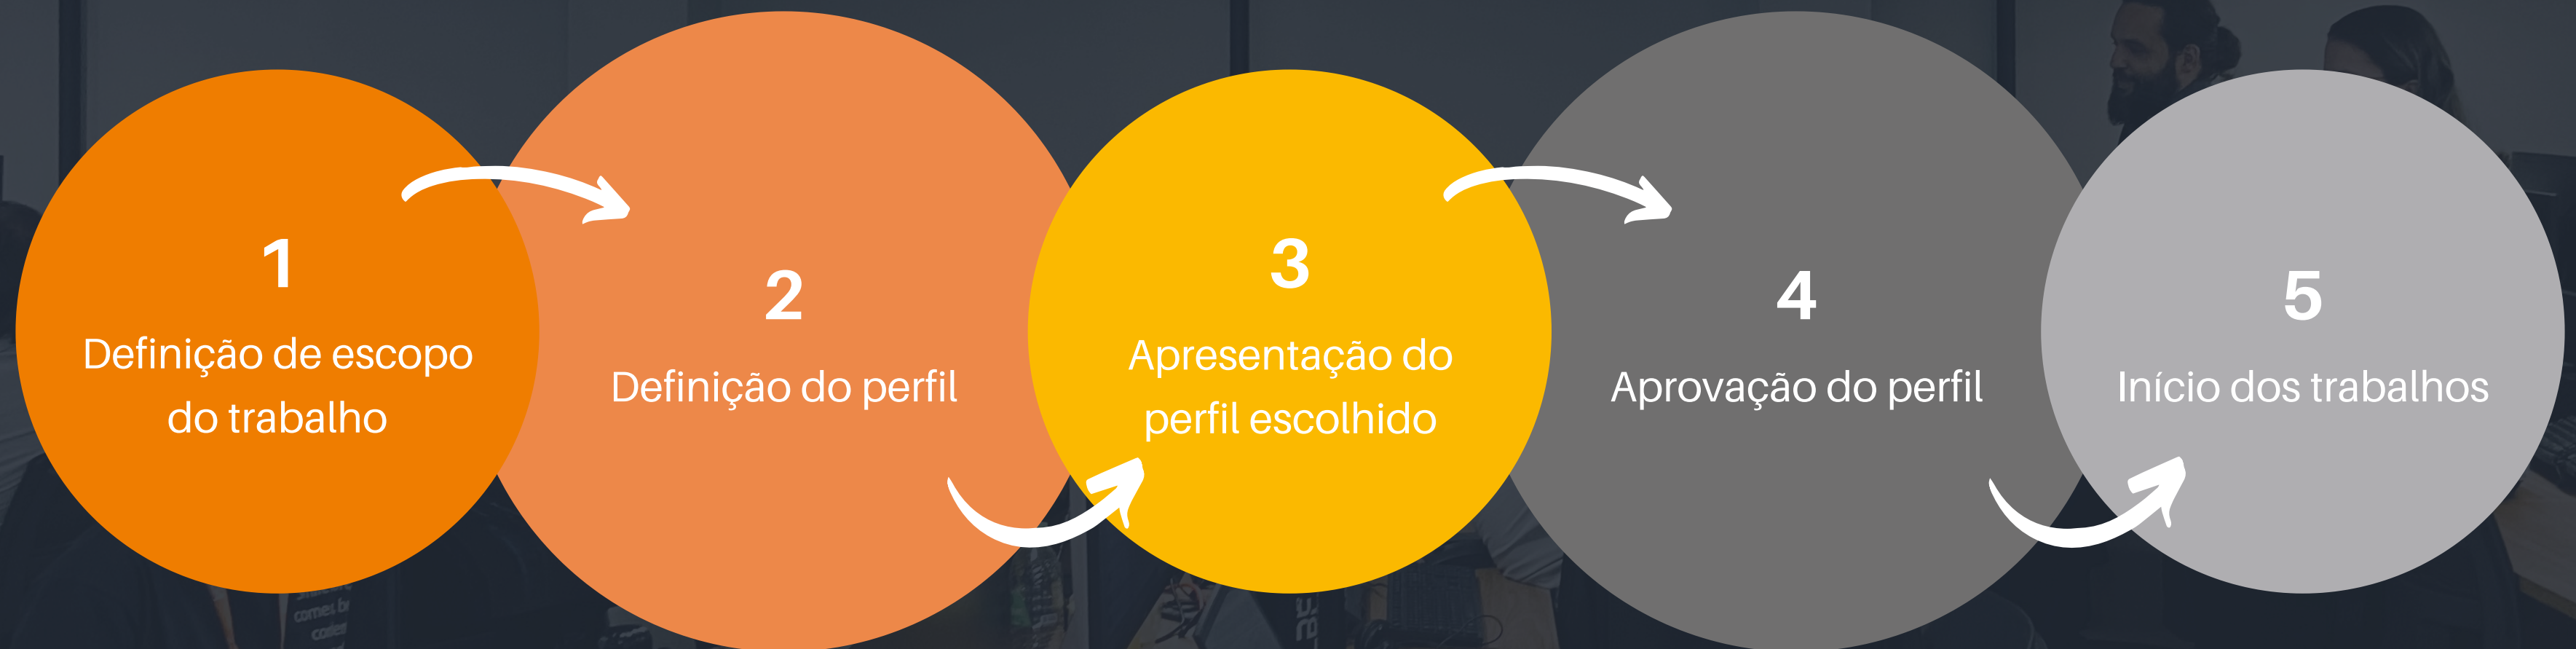 1
Definição de escopo
do trabalho
2
Definição do perfil
3
Apresentação do
perfil escolhido
4
Aprovação do perfil
5
Início dos trabalhos